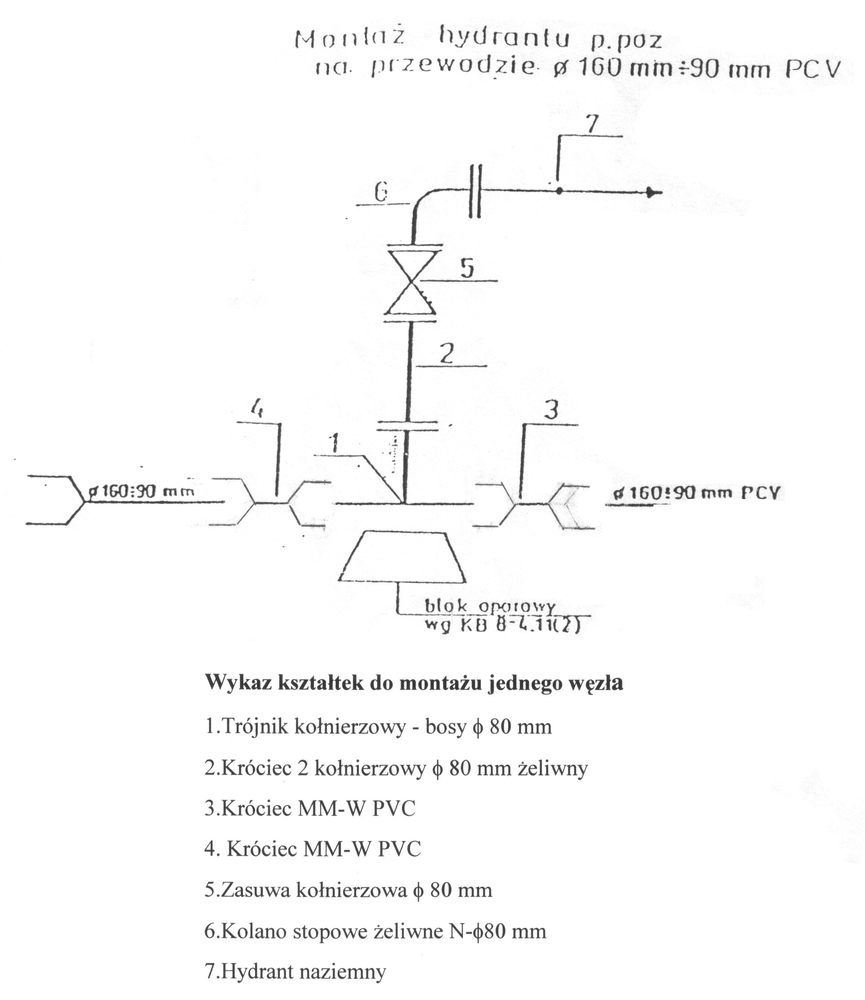 Montaż hydrantu p.poż
na przewodzie ø 160 mm÷90 mm PCV
7
6
5
2
4
3
1
ø 160÷90 mm
ø 160÷90 mm PCV
blok oporowy
wg KB 8-4.11(2)
Wykaz kształtek do montażu jednego węzła
1.Trójnik kołnierzowy - bosy ϕ 80 mm
2.Króciec 2 kołnierzowy ϕ 80 mm żeliwny
3.Króciec MM-W PVC
4. Króciec MM-W PVC
5.Zasuwa kołnierzowa ϕ 80 mm
6.Kolano stopowe żeliwne N-ϕ80 mm
7.Hydrant naziemny